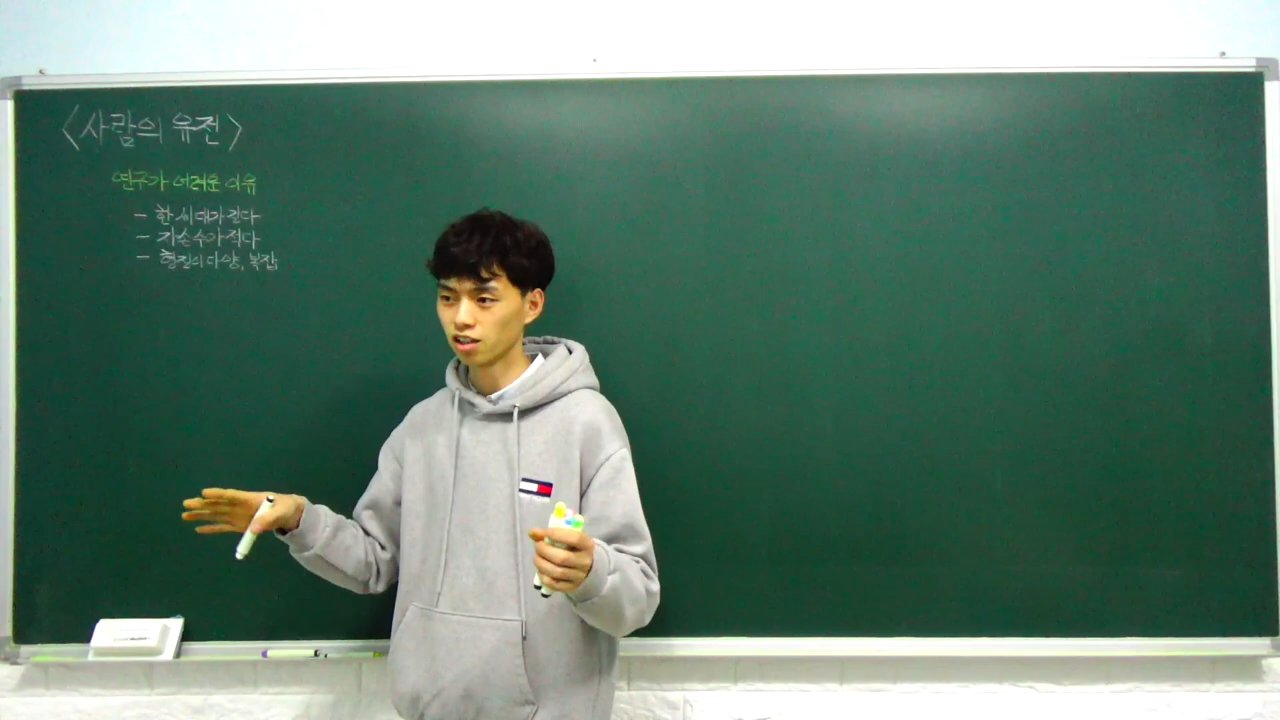 <사람의 유전>
연구가 어려운 이유
- 한 세대가 길다
- 자손 수가 적다
- 형질이 다양, 복잡